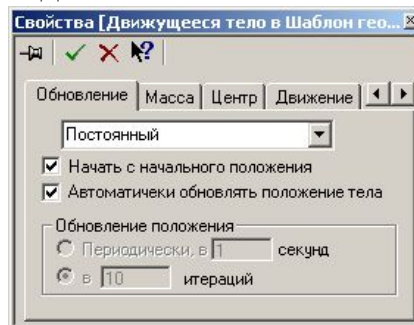 Свойства [Движущееся тело в Шаблон гео...
Обновление Масса Центр Движение
Постоянный
Начать с начального положения
Автоматичеки обновлять положение тела
Обновление положения
Периодически, в 1 секунд
в 10 итераций